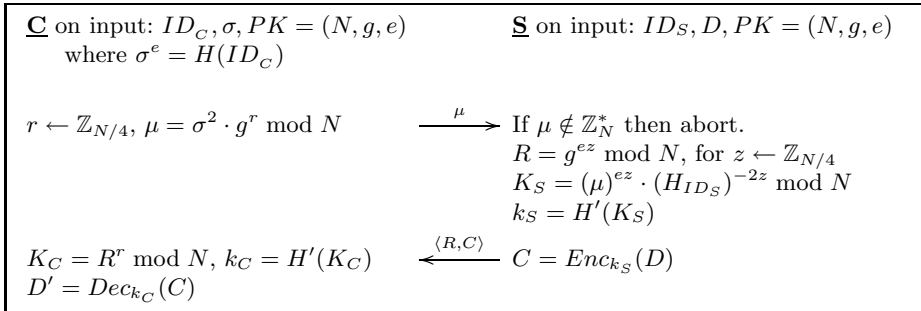 C on input: ID_C, σ, PK = (N, g, e)
where σ^e = H(ID_C)
S on input: ID_S, D, PK = (N, g, e)
r ← ℤ_{N/4}, μ = σ^2 · g^r mod N
μ
If μ ∉ ℤ*_N then abort.
R = g^{ez} mod N, for z ← ℤ_{N/4}
K_S = (μ)^{ez} · (H_{ID_S})^{-2z} mod N
k_S = H'(K_S)
K_C = R^r mod N, k_C = H'(K_C)
⟨R,C⟩
C = Enc_{k_S}(D)
D' = Dec_{k_C}(C)